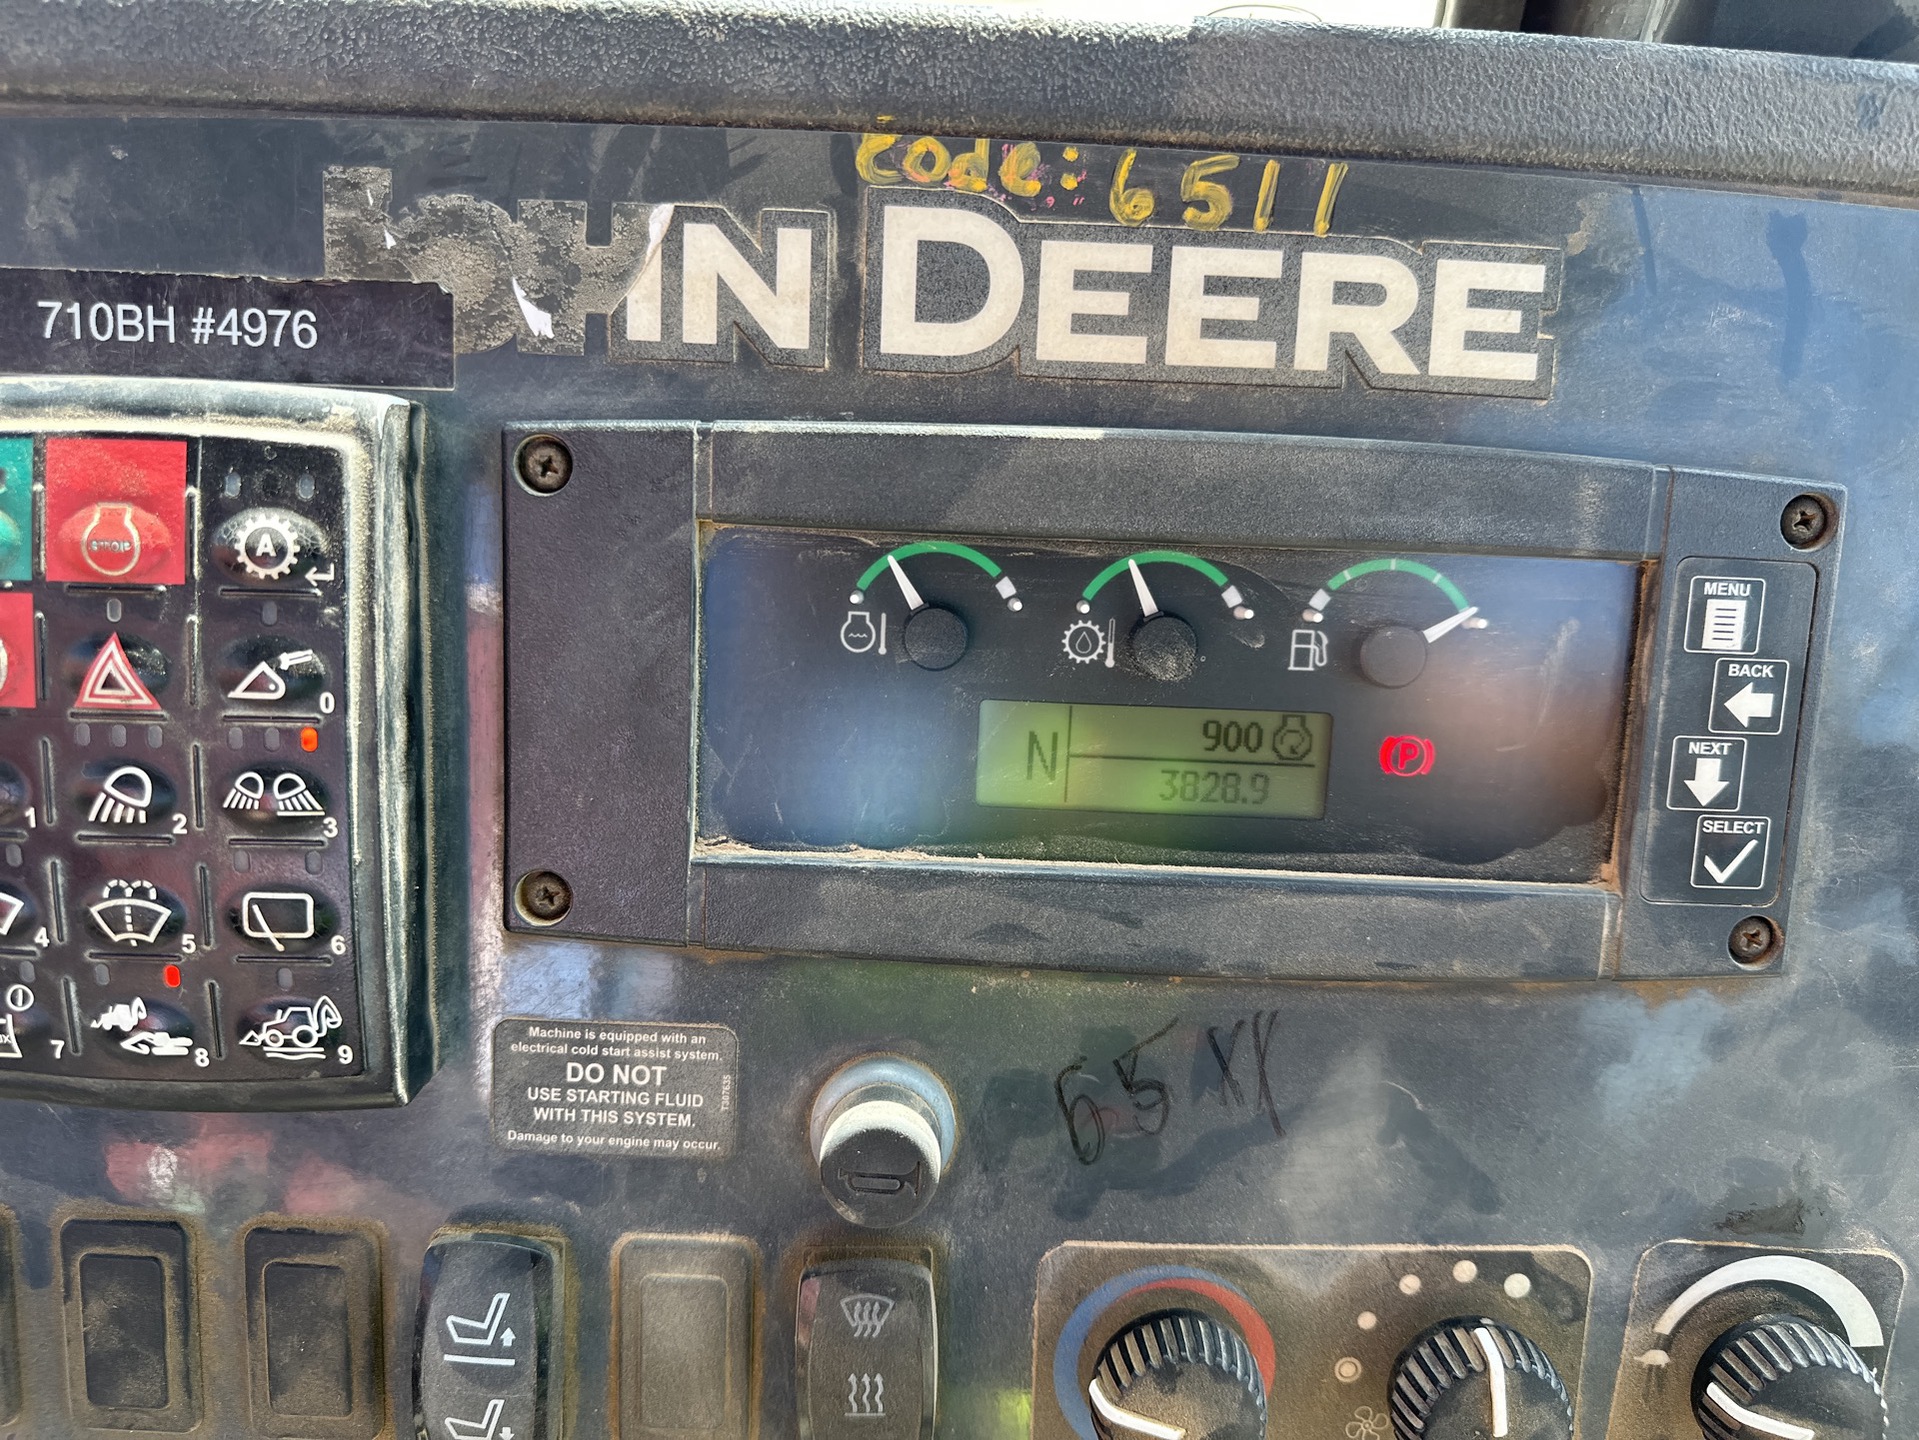 Code: 6511
JOHN DEERE
710BH #4976
A
MENU
BACK
NEXT
SELECT
N
900
3828.9
P
0
1
2
3
4
5
6
7
8
9
Machine is equipped with an
electrical cold start assist system.
DO NOT
USE STARTING FLUID
WITH THIS SYSTEM.
Damage to your engine may occur.
T307635